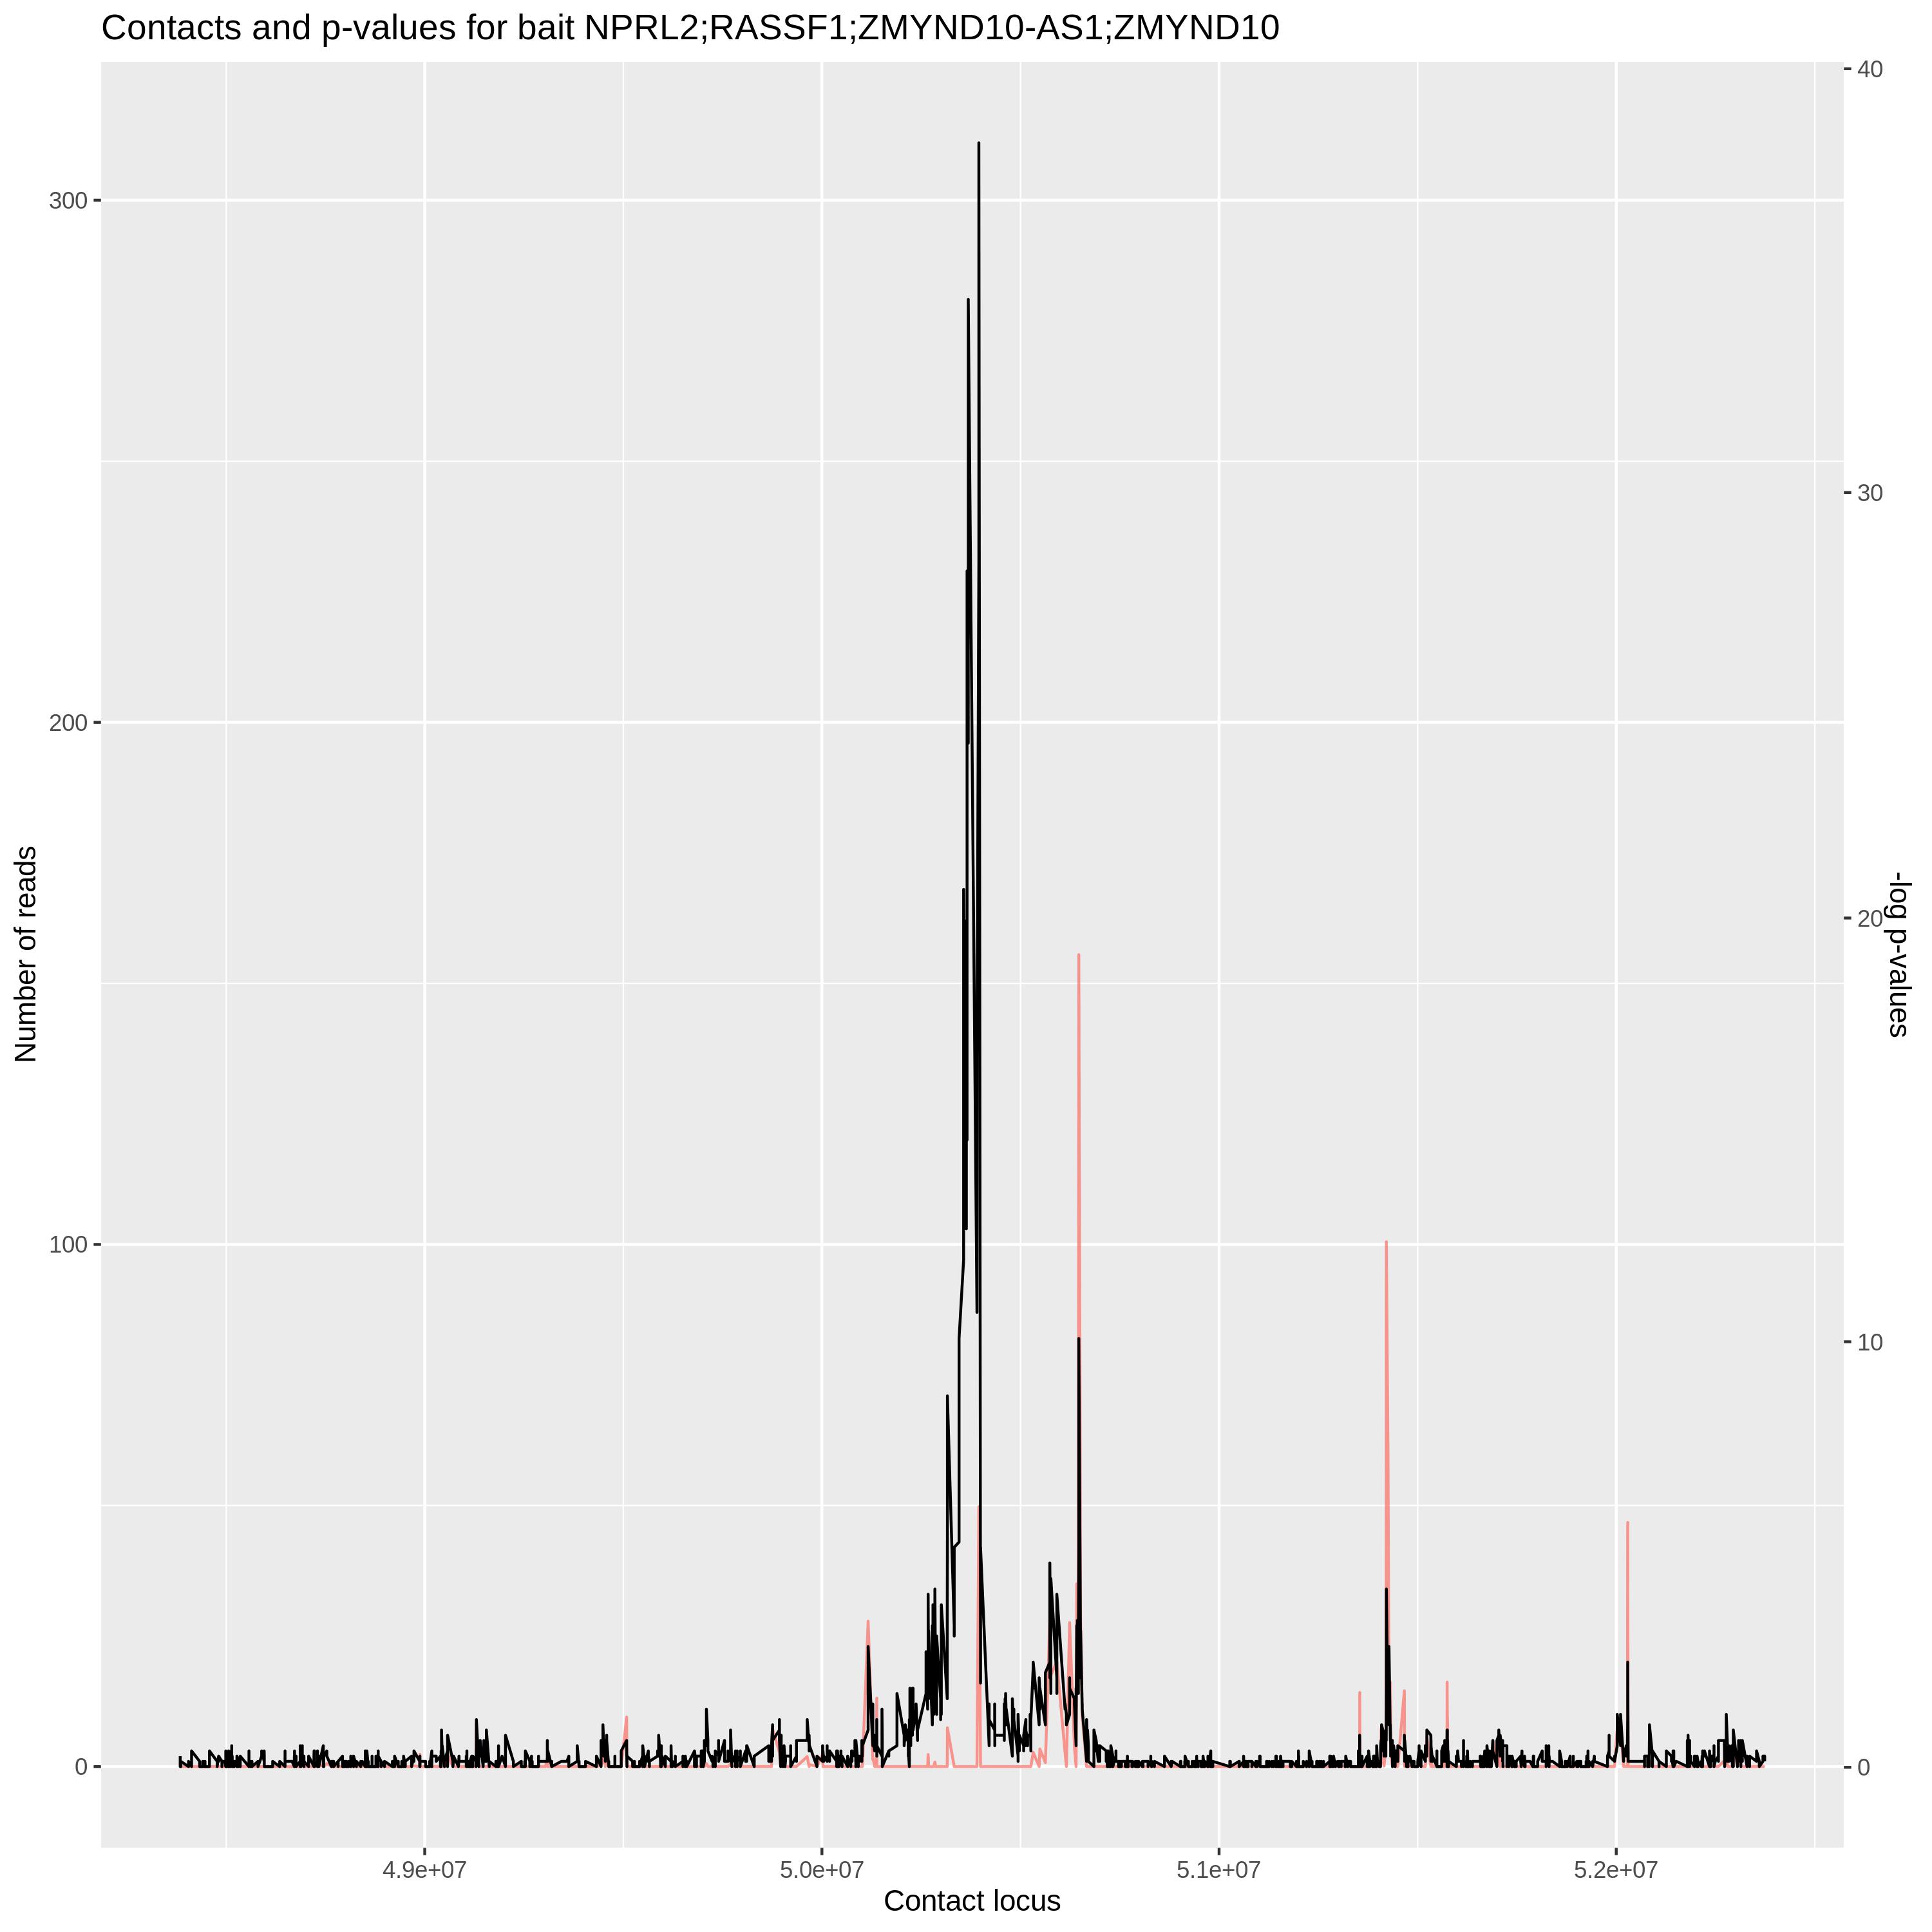 Contacts and p-values for bait NPRL2;RASSF1;ZMYND10-AS1;ZMYND10
300
200
100
0
Number of reads
40
30
20
10
0
-log p-values
4.9e+07
5.0e+07
5.1e+07
5.2e+07
Contact locus